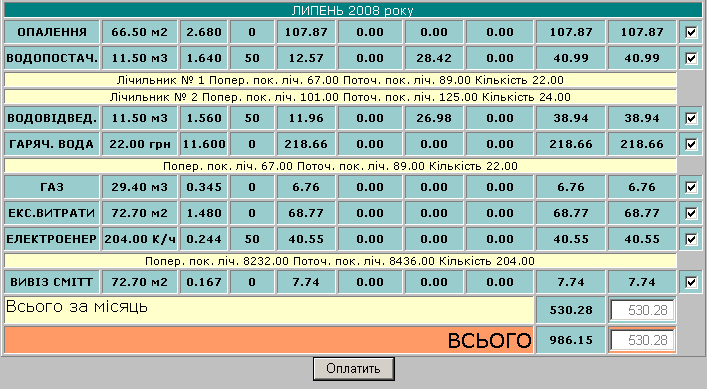 ЛИПЕНЬ 2008 року
ОПАЛЕННЯ 66.50 м2 2.680 0 107.87 0.00 0.00 0.00 107.87 107.87
ВОДОПОСТАЧ. 11.50 м3 1.640 50 12.57 0.00 28.42 0.00 40.99 40.99
Лічильник № 1 Попер. пок. ліч. 67.00 Поточ. пок. ліч. 89.00 Кількість 22.00
Лічильник № 2 Попер. пок. ліч. 101.00 Поточ. пок. ліч. 125.00 Кількість 24.00
ВОДОВІДВЕД. 11.50 м3 1.560 50 11.96 0.00 26.98 0.00 38.94 38.94
ГАРЯЧ. ВОДА 22.00 грн 11.600 0 218.66 0.00 0.00 0.00 218.66 218.66
Попер. пок. ліч. 67.00 Поточ. пок. ліч. 89.00 Кількість 22.00
ГАЗ 29.40 м3 0.345 0 6.76 0.00 0.00 0.00 6.76 6.76
ЕКС.ВИТРАТИ 72.70 м2 1.480 0 68.77 0.00 0.00 0.00 68.77 68.77
ЕЛЕКТРОЕНЕР 204.00 К/ч 0.244 50 40.55 0.00 0.00 0.00 40.55 40.55
Попер. пок. ліч. 8232.00 Поточ. пок. ліч. 8436.00 Кількість 204.00
ВИВІЗ СМІТТ 72.70 м2 0.167 0 7.74 0.00 0.00 0.00 7.74 7.74
Всього за місяць 530.28 530.28
ВСЬОГО 986.15 530.28
Оплатить